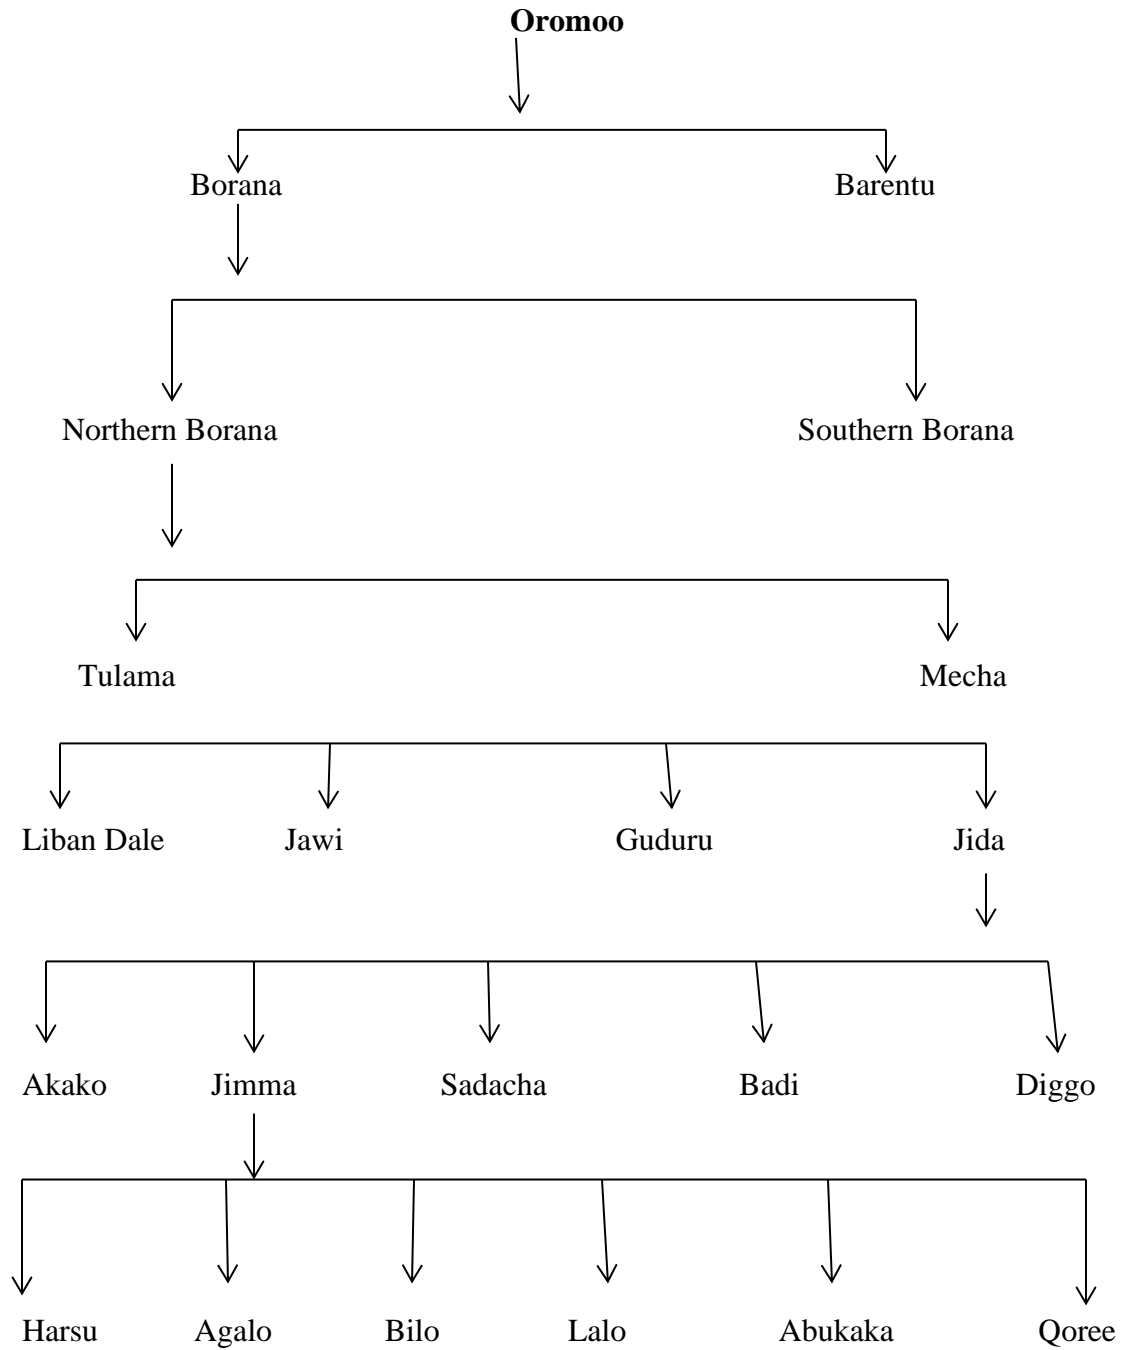 Oromoo
Borana Barentu
Northern Borana Southern Borana
Tulama Mecha
Liban Dale Jawi Guduru Jida
Akako Jimma Sadacha Badi Diggo
Harsu Agalo Bilo Lalo Abukaka Qoree